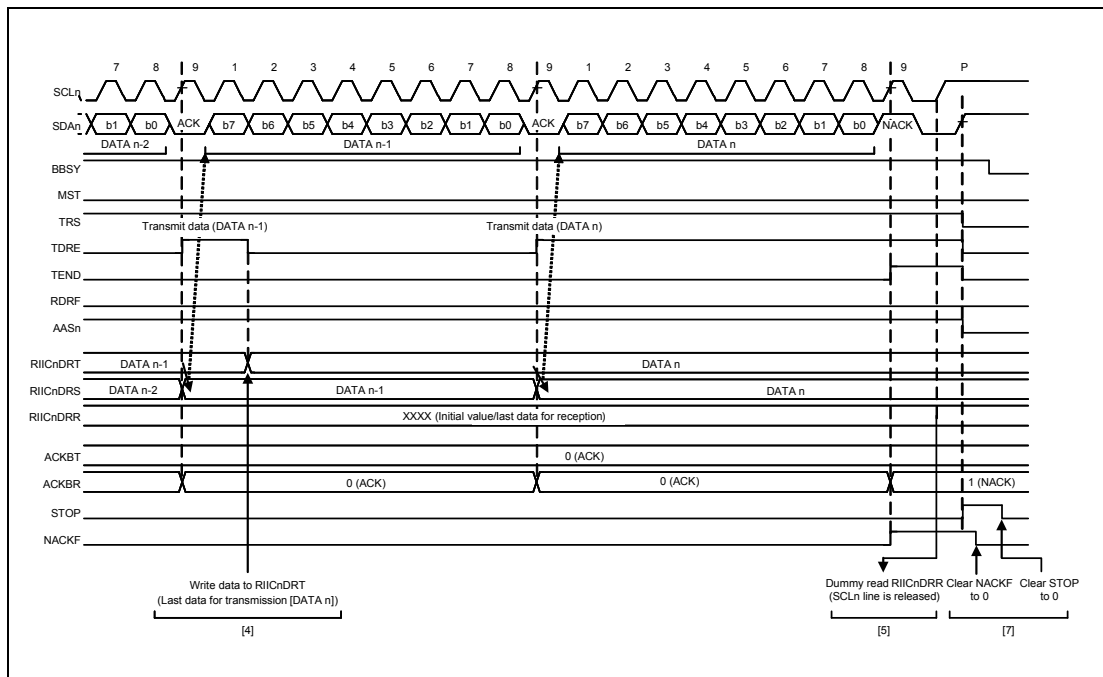 7 8 9 1 2 3 4 5 6 7 8 9 1 2 3 4 5 6 7 8 9 P
SCLn
SDAn b1 b0 ACK b7 b6 b5 b4 b3 b2 b1 b0 ACK b7 b6 b5 b4 b3 b2 b1 b0 NACK
DATA n-2 DATA n-1 DATA n
BBSY
MST
TRS
Transmit data (DATA n-1) Transmit data (DATA n)
TDRE
TEND
RDRF
AASn
RIICnDRT DATA n-1 DATA n
RIICnDRS DATA n-2 DATA n-1 DATA n
RIICnDRR XXXX (Initial value/last data for reception)
ACKBT 0 (ACK)
ACKBR 0 (ACK) 0 (ACK) 1 (NACK)
STOP
NACKF
Write data to RIICnDRT
(Last data for transmission [DATA n])
[4]
Dummy read RIICnDRR
(SCLn line is released)
[5]
Clear NACKF
to 0
Clear STOP
to 0
[7]